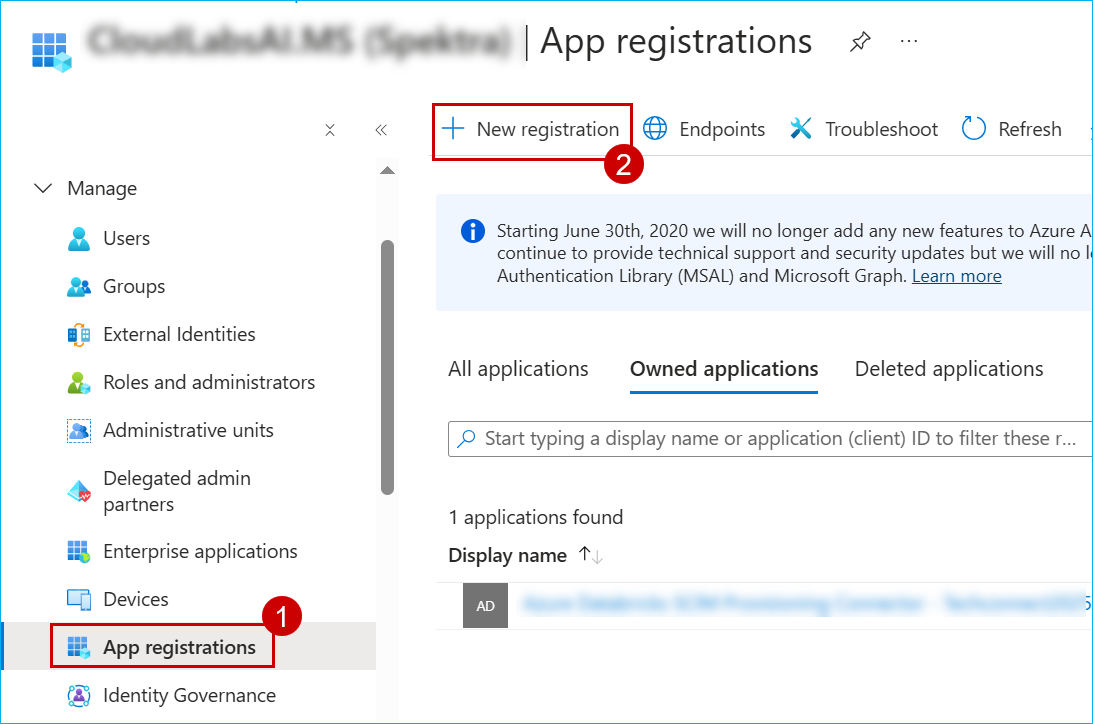 App registrations
New registration
Endpoints
Troubleshoot
Refresh
2
Manage
Users
Groups
External Identities
Roles and administrators
Administrative units
Delegated admin
partners
Enterprise applications
Devices
1
App registrations
Identity Governance
Starting June 30th, 2020 we will no longer add any new features to Azure A
continue to provide technical support and security updates but we will no l
Authentication Library (MSAL) and Microsoft Graph. Learn more
All applications
Owned applications
Deleted applications
Start typing a display name or application (client) ID to filter these r...
1 applications found
Display name
AD